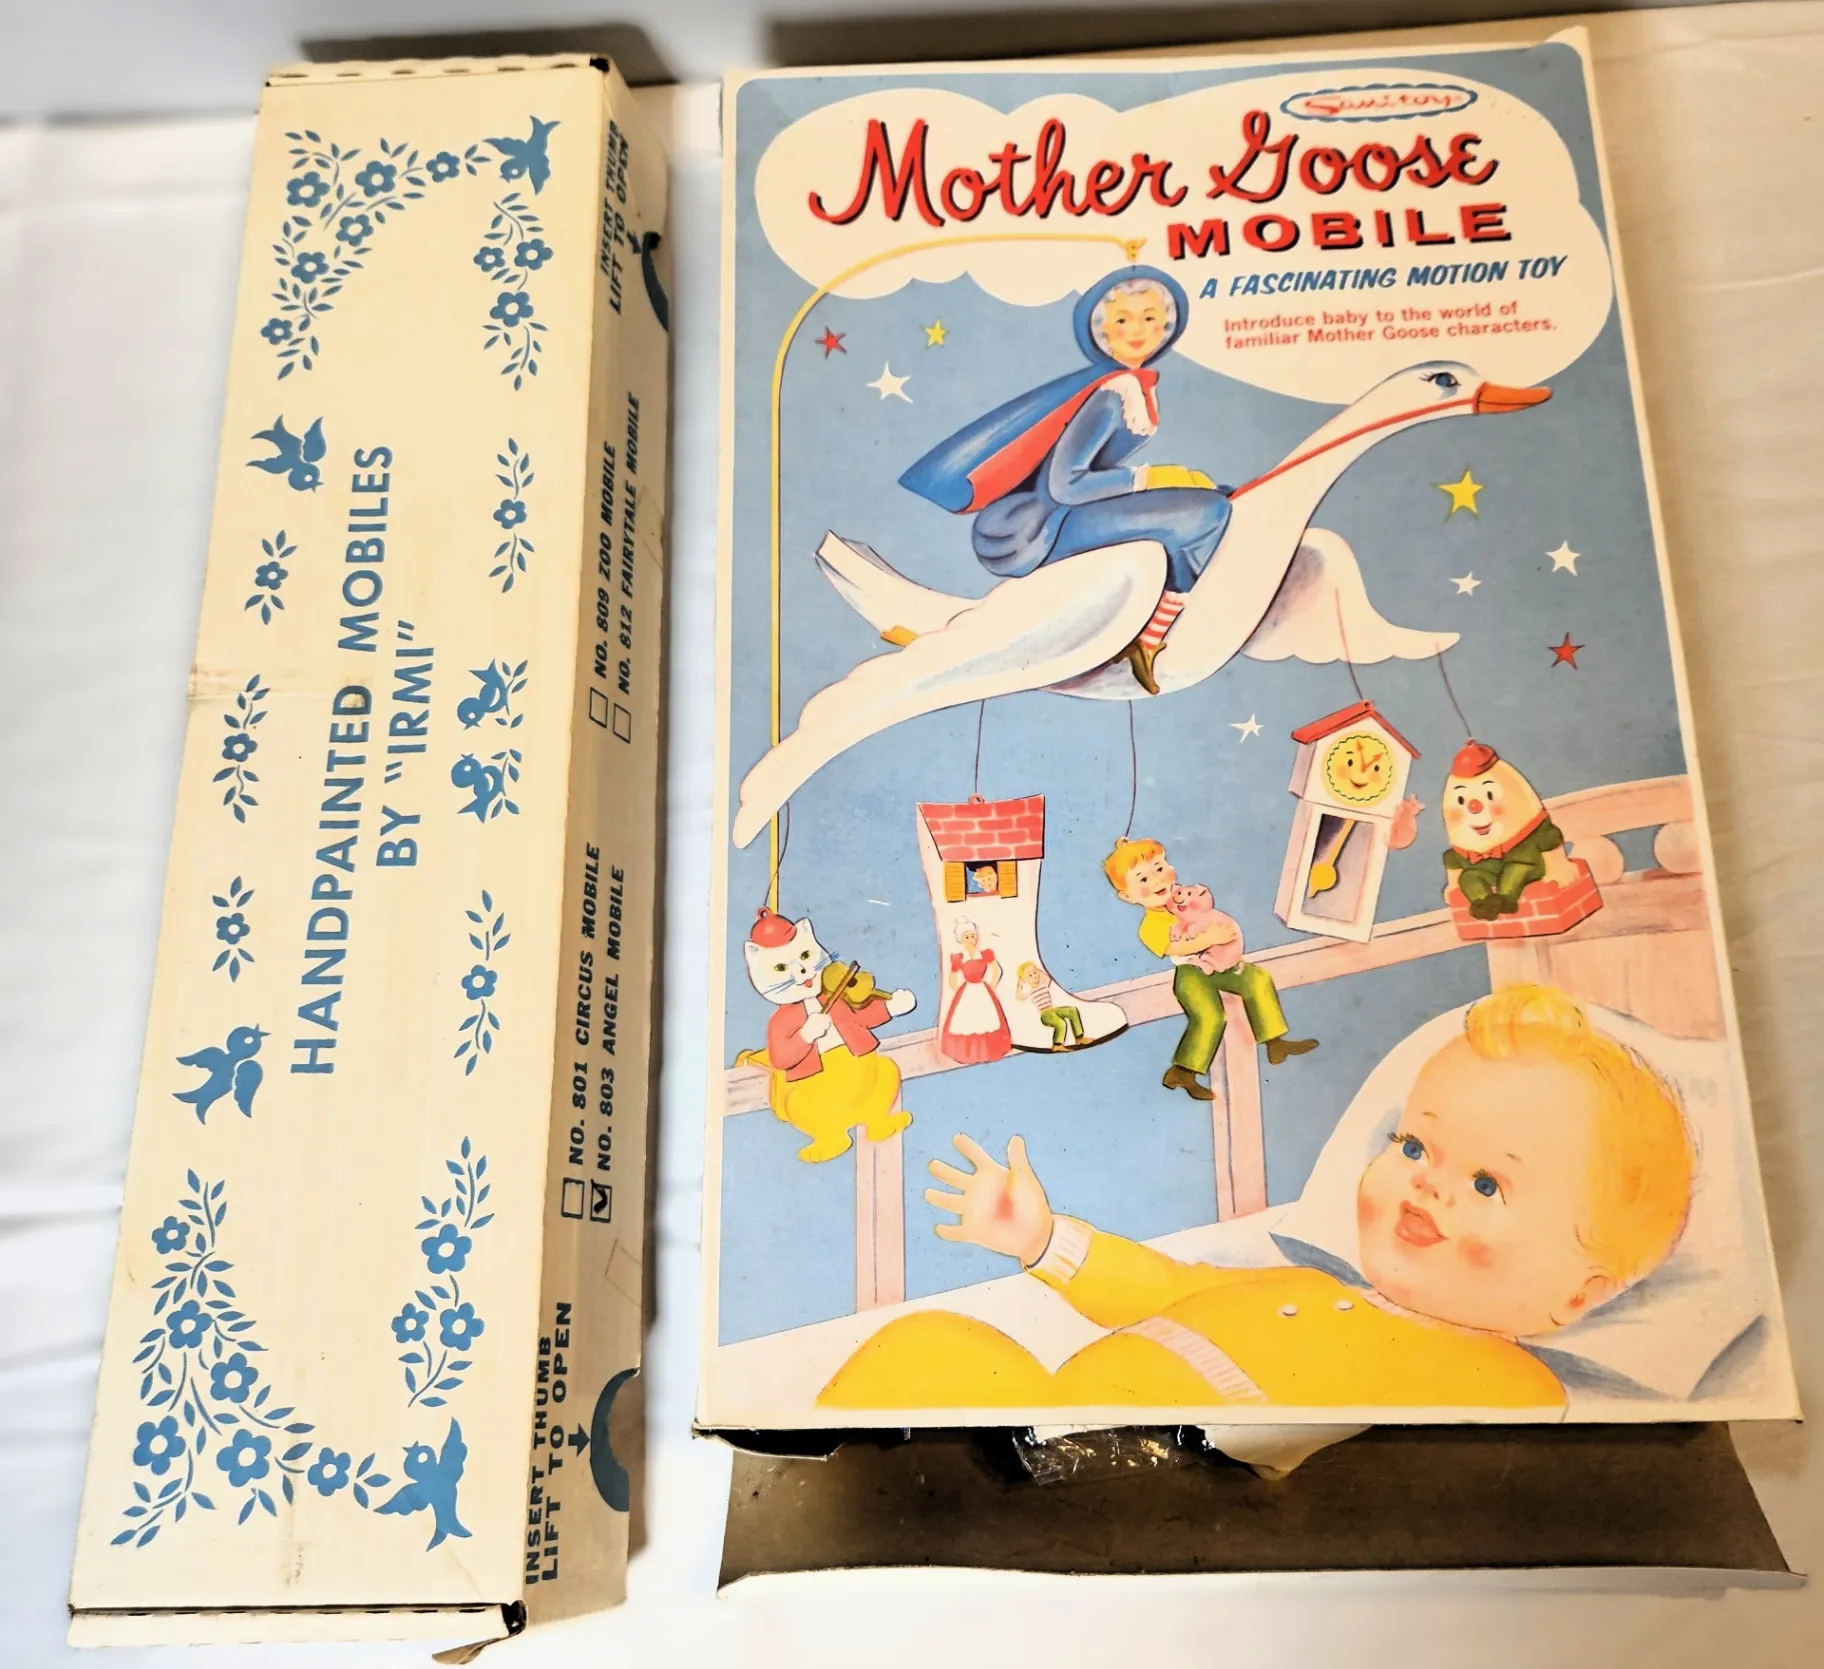 HANDPAINTED MOBILES
BY "IRMI"
INSERT THUMB
LIFT TO OPEN
NO. 809 ZOO MOBILE
NO. 812 FAIRYTALE MOBILE
NO. 801 CIRCUS MOBILE
NO. 803 ANGEL MOBILE
INSERT THUMB
LIFT TO OPEN
Sanitoy
Mother Goose
MOBILE
A FASCINATING MOTION TOY
Introduce baby to the world of
familiar Mother Goose characters.